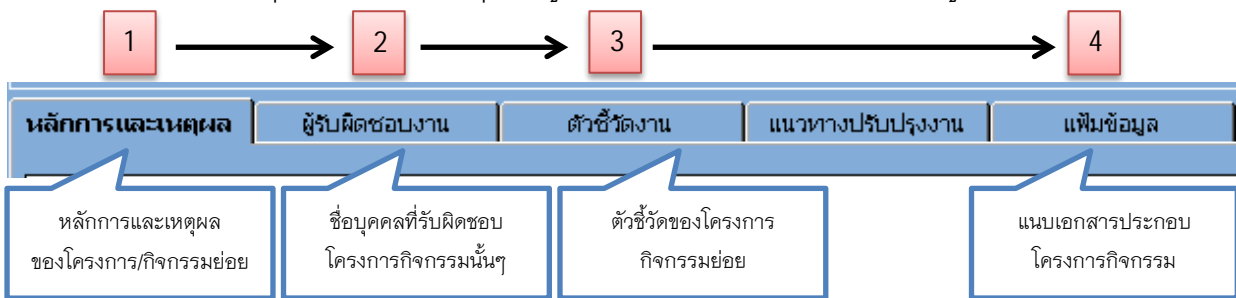 1
2
3
4
หลักการและเหตุผล
ผู้รับผิดชอบงาน
ตัวชี้วัดงาน
แนวทางปรับปรุงงาน
แฟ้มข้อมูล
หลักการและเหตุผล
ของโครงการ/กิจกรรมย่อย
ชื่อบุคคลที่รับผิดชอบ
โครงการกิจกรรมนั้นๆ
ตัวชี้วัดของโครงการ
กิจกรรมย่อย
แนบเอกสารประกอบ
โครงการกิจกรรม